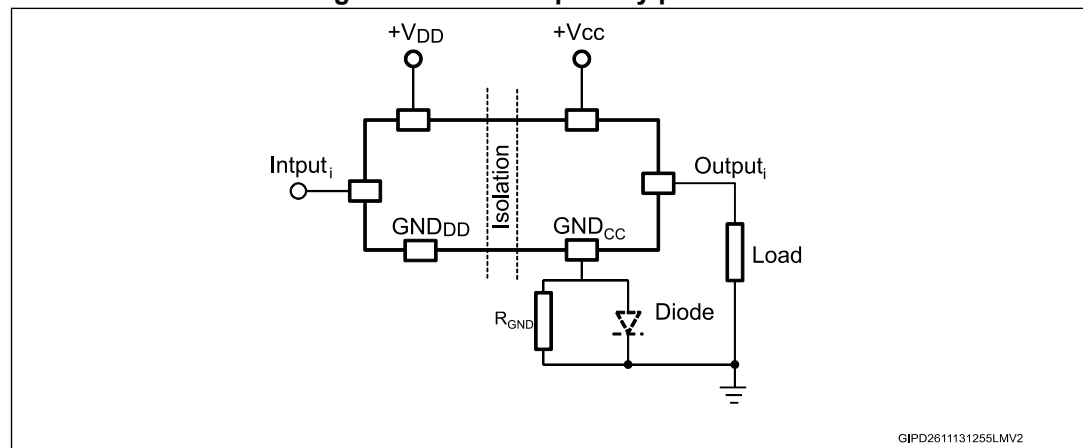 +VDD
+Vcc
Intputi
Isolation
Outputi
GNDDD
GNDCC
Load
RGND
Diode
GIPD2611131255LMV2